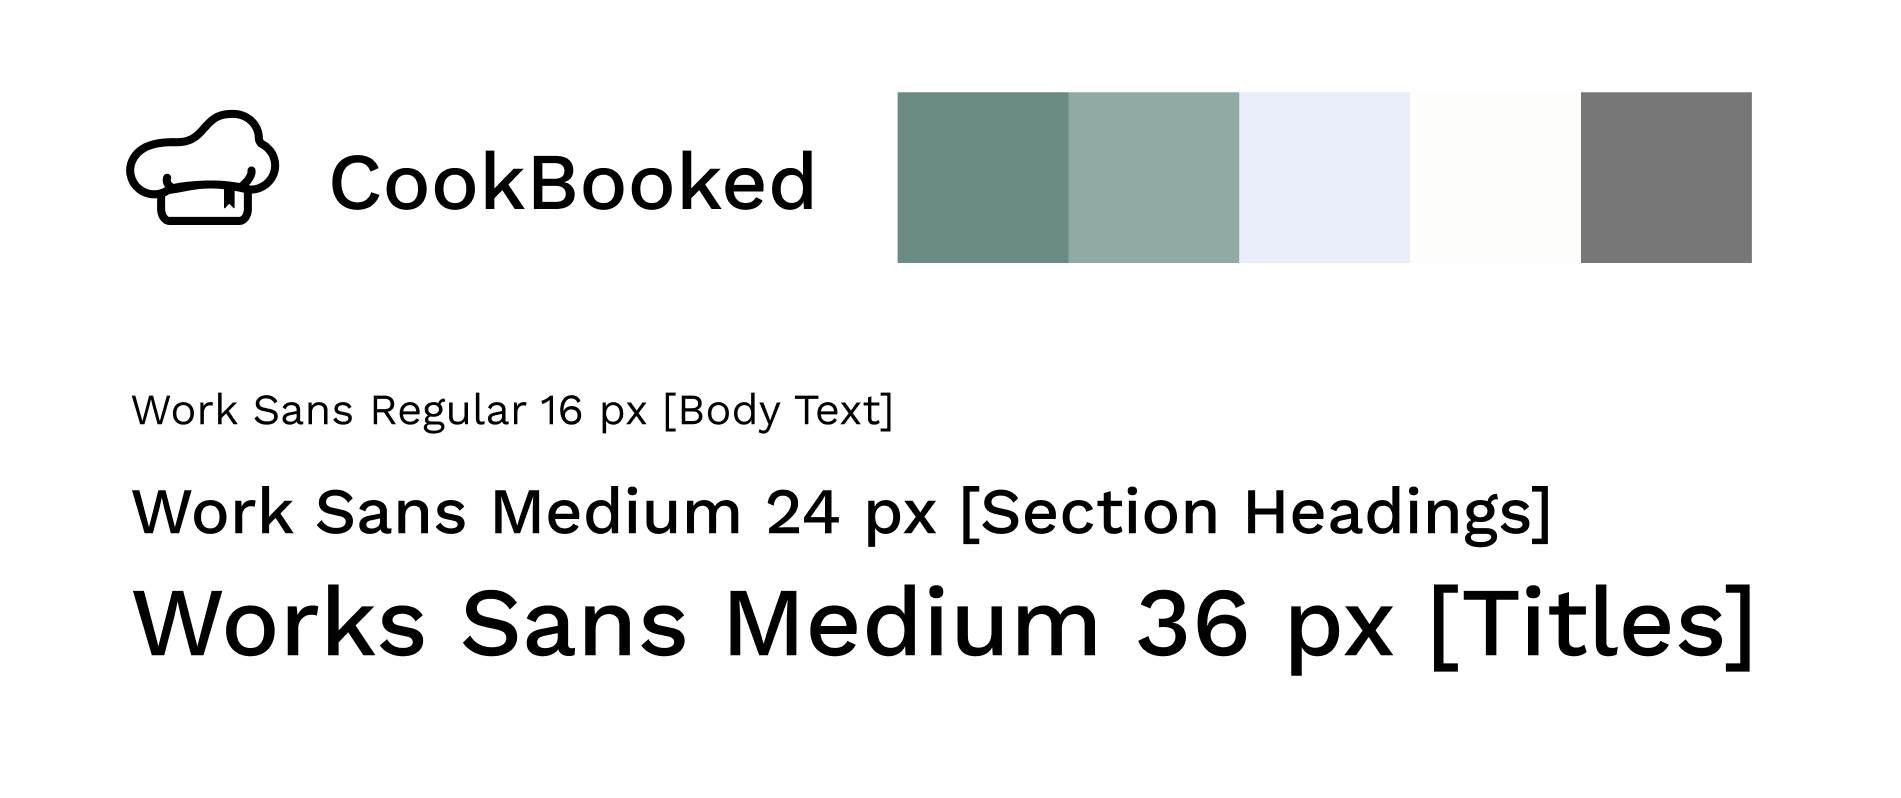 CookBooked
Work Sans Regular 16 px [Body Text]
Work Sans Medium 24 px [Section Headings]
Works Sans Medium 36 px [Titles]